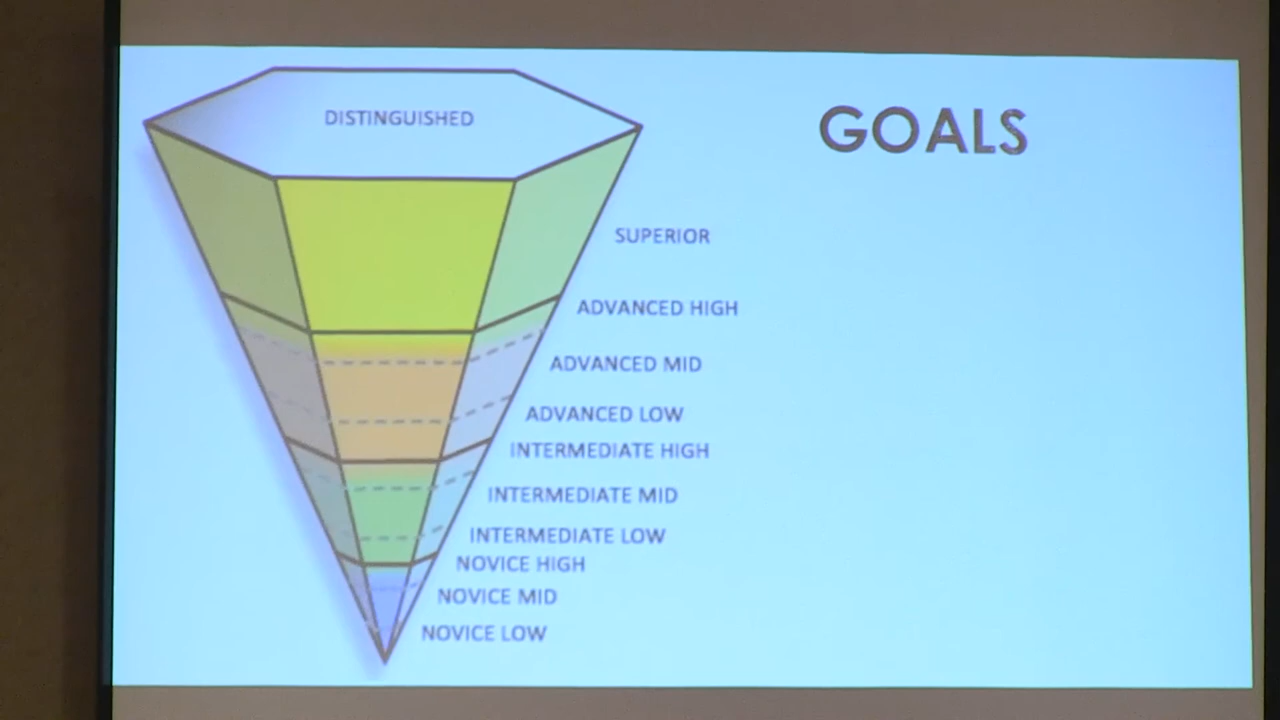 GOALS
DISTINGUISHED
SUPERIOR
ADVANCED HIGH
ADVANCED MID
ADVANCED LOW
INTERMEDIATE HIGH
INTERMEDIATE MID
INTERMEDIATE LOW
NOVICE HIGH
NOVICE MID
NOVICE LOW